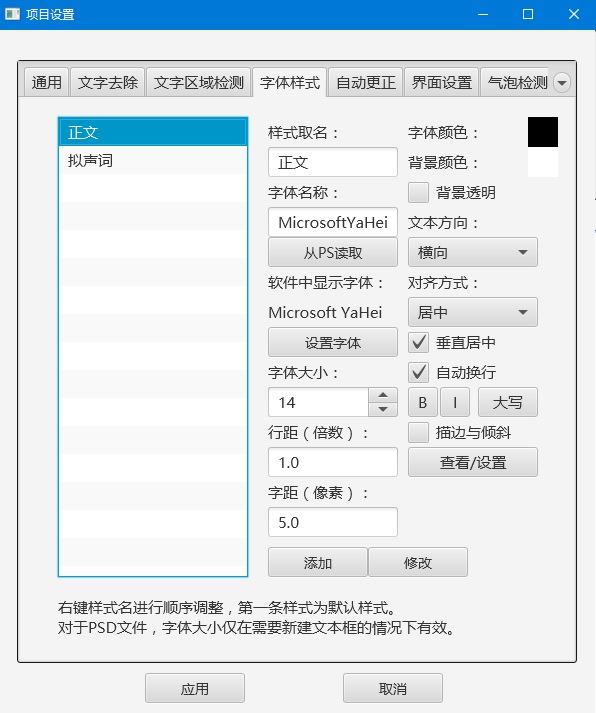 项目设置
通用 文字去除 文字区域检测 字体样式 自动更正 界面设置 气泡检测
正文
拟声词
样式取名：
正文
字体名称：
MicrosoftYaHei
从PS读取
软件中显示字体：
Microsoft YaHei
设置字体
字体大小：
14
行距（倍数）：
1.0
字距（像素）：
5.0
字体颜色：
背景颜色：
背景透明
文本方向：
横向
对齐方式：
居中
垂直居中
自动换行
B I 大写
描边与倾斜
查看/设置
添加 修改
右键样式名进行顺序调整，第一条样式为默认样式。
对于PSD文件，字体大小仅在需要新建文本框的情况下有效。
应用 取消